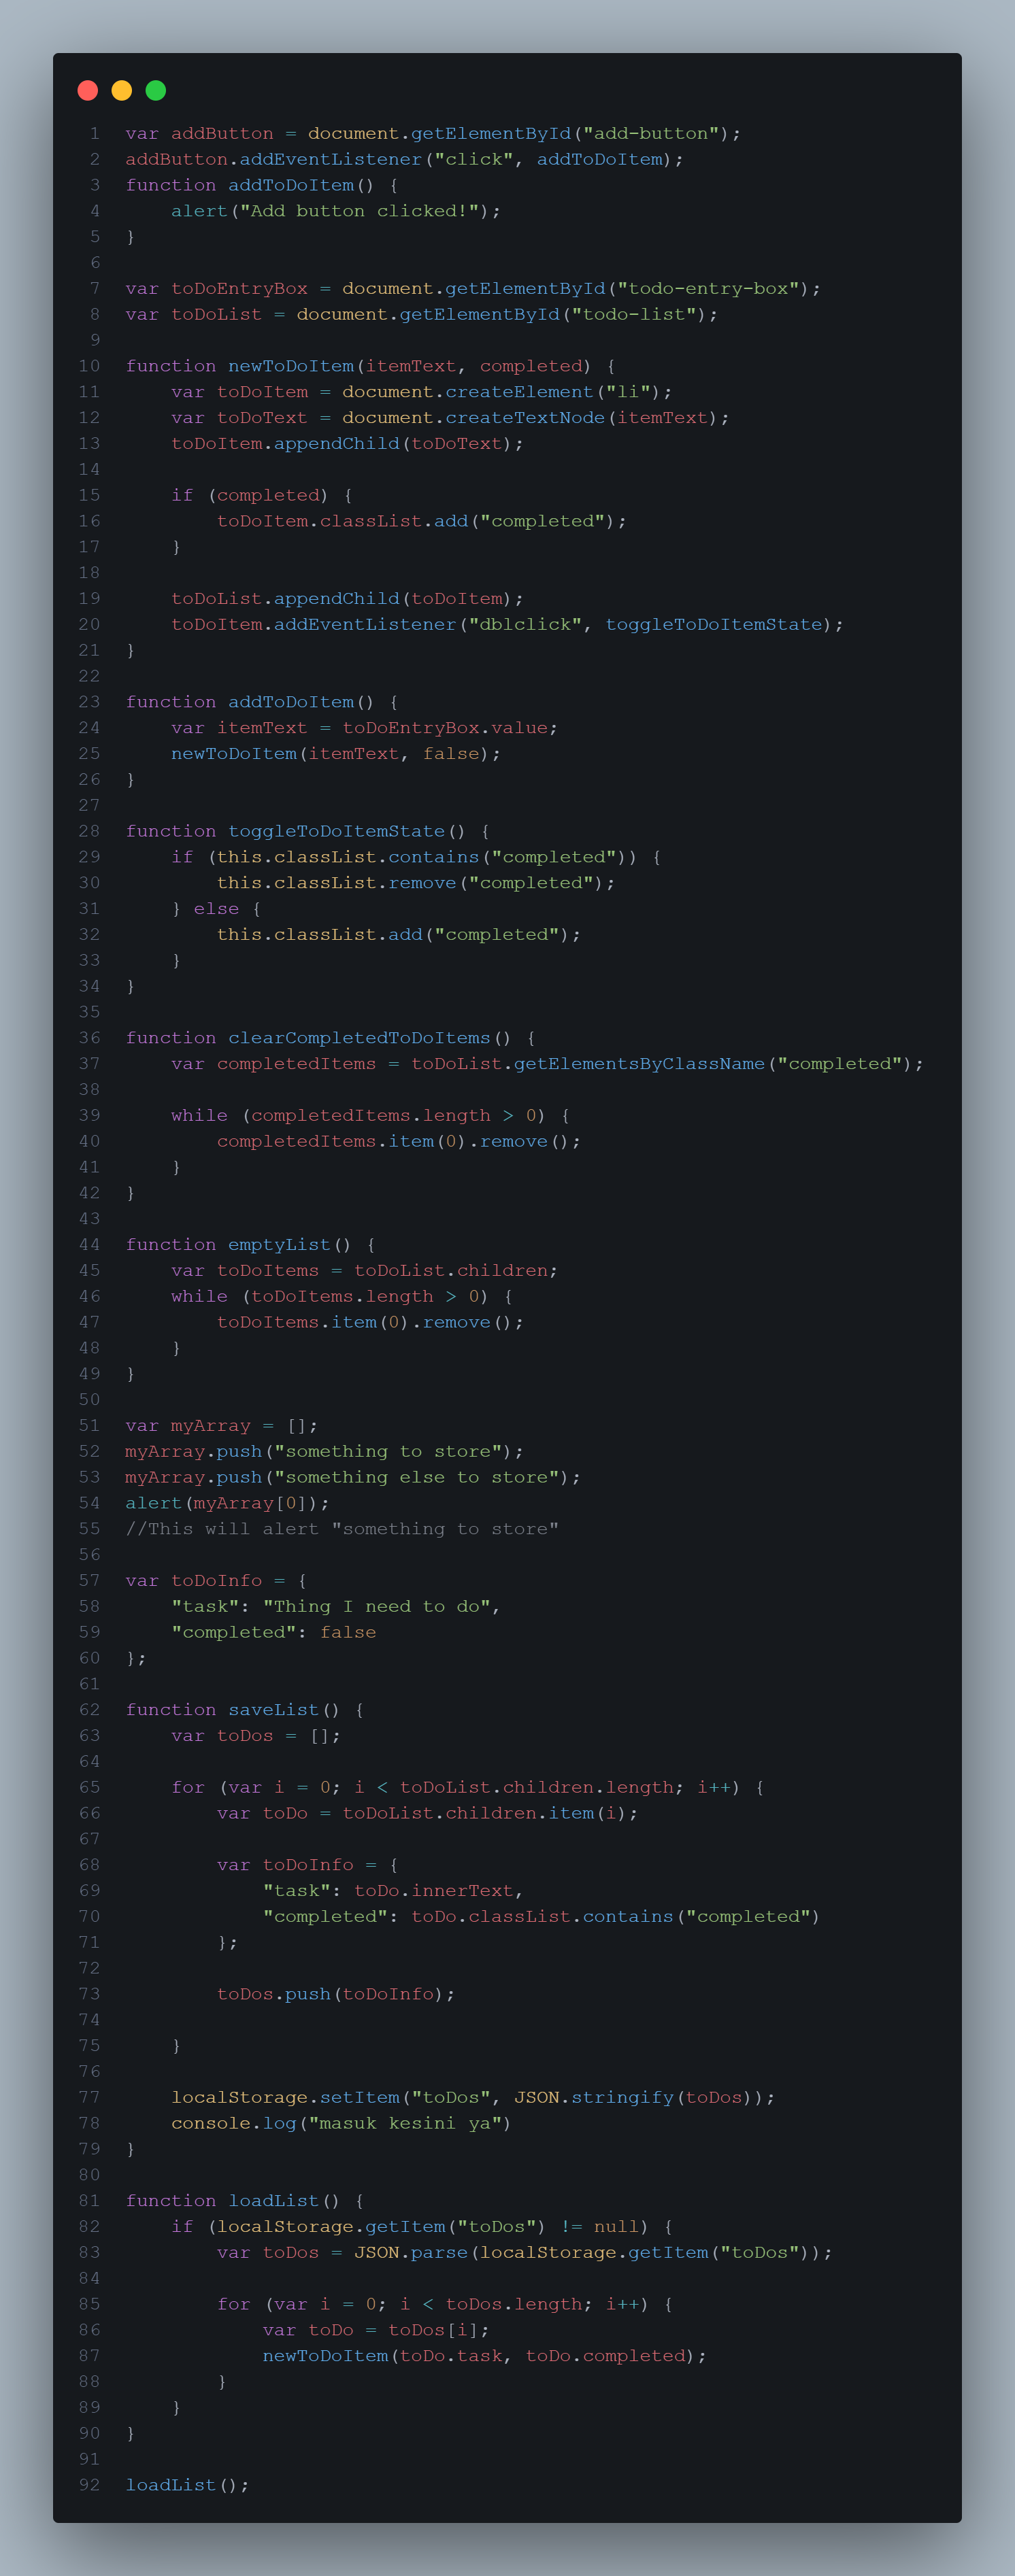 1 var addButton = document.getElementById("add-button");
2 addButton.addEventListener("click", addToDoItem);
3 function addToDoItem() {
4     alert("Add button clicked!");
5 }
6
7 var toDoEntryBox = document.getElementById("todo-entry-box");
8 var toDoList = document.getElementById("todo-list");
9
10 function newToDoItem(itemText, completed) {
11     var toDoItem = document.createElement("li");
12     var toDoText = document.createTextNode(itemText);
13     toDoItem.appendChild(toDoText);
14
15     if (completed) {
16         toDoItem.classList.add("completed");
17     }
18
19     toDoList.appendChild(toDoItem);
20     toDoItem.addEventListener("dblclick", toggleToDoItemState);
21 }
22
23 function addToDoItem() {
24     var itemText = toDoEntryBox.value;
25     newToDoItem(itemText, false);
26 }
27
28 function toggleToDoItemState() {
29     if (this.classList.contains("completed")) {
30         this.classList.remove("completed");
31     } else {
32         this.classList.add("completed");
33     }
34 }
35
36 function clearCompletedToDoItems() {
37     var completedItems = toDoList.getElementsByClassName("completed");
38
39     while (completedItems.length > 0) {
40         completedItems.item(0).remove();
41     }
42 }
43
44 function emptyList() {
45     var toDoItems = toDoList.children;
46     while (toDoItems.length > 0) {
47         toDoItems.item(0).remove();
48     }
49 }
50
51 var myArray = [];
52 myArray.push("something to store");
53 myArray.push("something else to store");
54 alert(myArray[0]);
55 //This will alert "something to store"
56
57 var toDoInfo = {
58     "task": "Thing I need to do",
59     "completed": false
60 };
61
62 function saveList() {
63     var toDos = [];
64
65     for (var i = 0; i < toDoList.children.length; i++) {
66         var toDo = toDoList.children.item(i);
67
68         var toDoInfo = {
69             "task": toDo.innerText,
70             "completed": toDo.classList.contains("completed")
71         };
72
73         toDos.push(toDoInfo);
74
75     }
76
77     localStorage.setItem("toDos", JSON.stringify(toDos));
78     console.log("masuk kesini ya")
79 }
80
81 function loadList() {
82     if (localStorage.getItem("toDos") != null) {
83         var toDos = JSON.parse(localStorage.getItem("toDos"));
84
85         for (var i = 0; i < toDos.length; i++) {
86             var toDo = toDos[i];
87             newToDoItem(toDo.task, toDo.completed);
88         }
89     }
90 }
91
92 loadList();